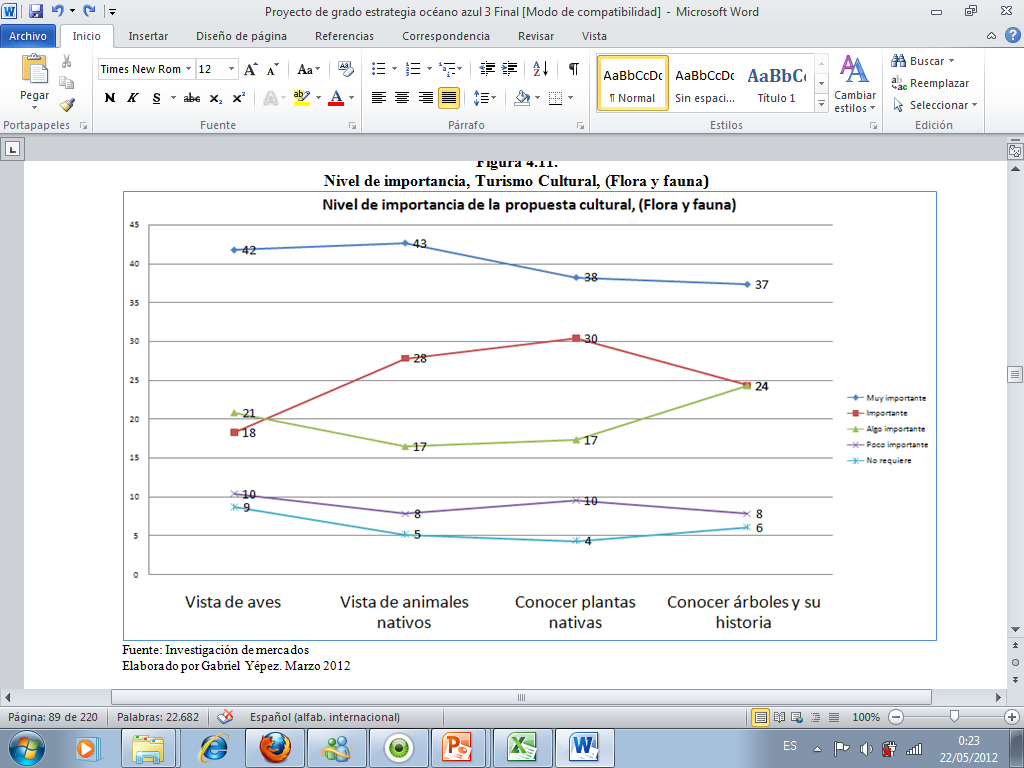 Proyecto de grado estrategia océano azul 3 Final [Modo de compatibilidad] - Microsoft Word
Archivo Inicio Insertar Diseño de página Referencias Correspondencia Revisar Vista
Times New Rom 12
Pegar
N K S abc x₂ x²
AaBbCcDc AaBbCcDc AaBbCc
¶ Normal Sin espaci... Título 1
Cambiar estilos
Buscar
Reemplazar
Seleccionar
Portapapeles Fuente Párrafo Estilos Edición
Figura 4.11.
Nivel de importancia, Turismo Cultural, (Flora y fauna)
Nivel de importancia de la propuesta cultural, (Flora y fauna)
45
40
35
30
25
20
15
10
5
0
42 43 38 37
18 28 30 24
21 17 17
10 8 10 8
9 5 4 6
Muy importante
Importante
Algo importante
Poco importante
No requiere
Vista de aves
Vista de animales nativos
Conocer plantas nativas
Conocer árboles y su historia
Fuente: Investigación de mercados
Elaborado por Gabriel Yépez. Marzo 2012
Página: 89 de 220 Palabras: 22.682 Español (alfab. internacional) 100%
ES 0:23
22/05/2012